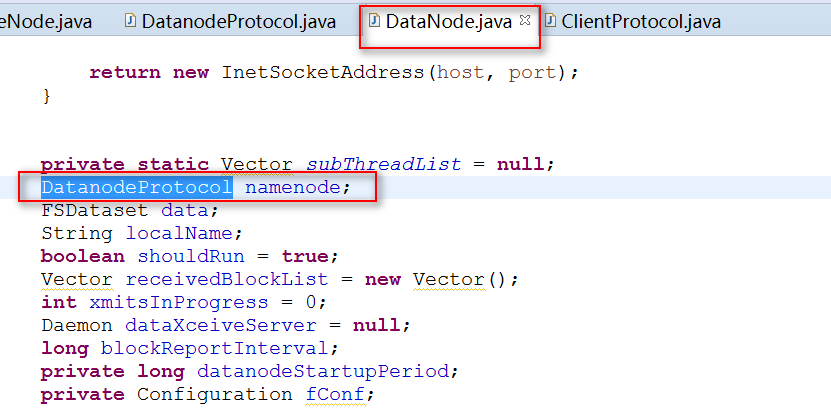 eNode.java DatanodeProtocol.java DataNode.java ClientProtocol.java
return new InetSocketAddress(host, port);
}
private static Vector subThreadList = null;
DatanodeProtocol namenode;
FSDataset data;
String localName;
boolean shouldRun = true;
Vector receivedBlockList = new Vector();
int xmitsInProgress = 0;
Daemon dataXceiveServer = null;
long blockReportInterval;
private long datanodeStartupPeriod;
private Configuration fConf;